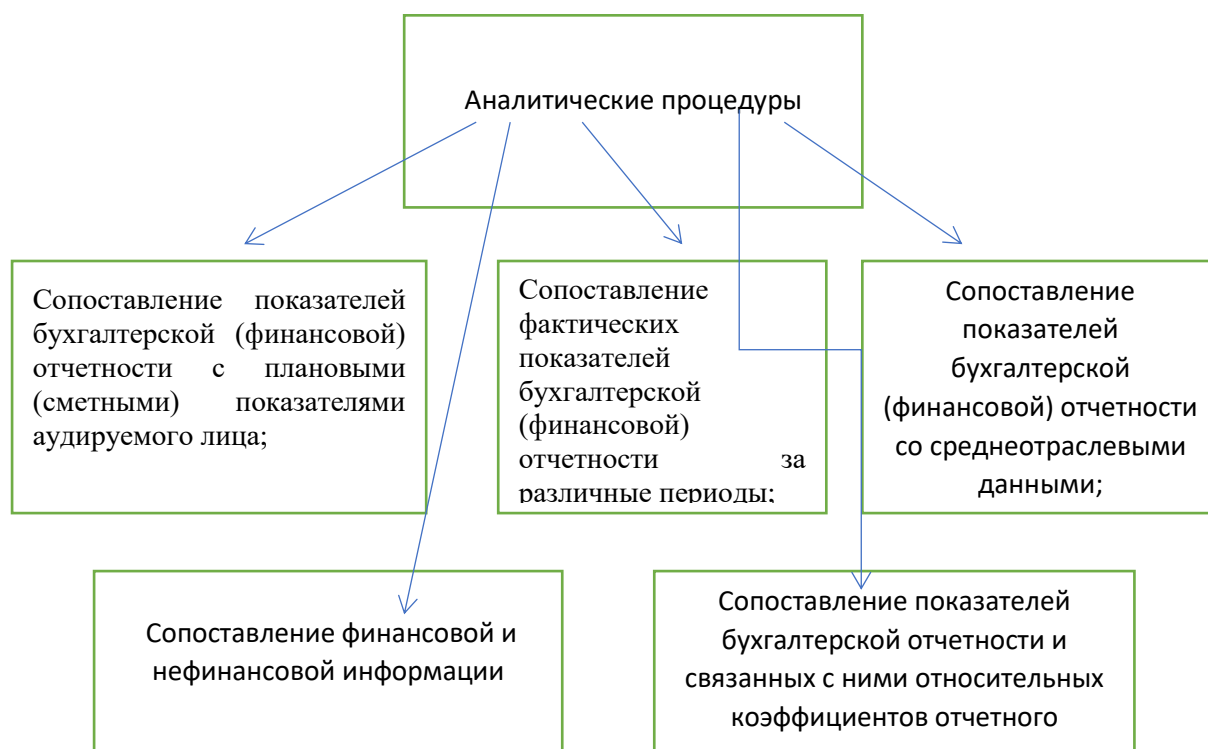 Аналитические процедуры
Сопоставление показателей
бухгалтерской (финансовой)
отчетности с плановыми
(сметными) показателями
аудируемого лица;
Сопоставление
фактических
показателей
бухгалтерской
(финансовой)
отчетности за
различные периоды;
Сопоставление
показателей
бухгалтерской
(финансовой) отчетности
со среднеотраслевыми
данными;
Сопоставление финансовой и
нефинансовой информации
Сопоставление показателей
бухгалтерской отчетности и
связанных с ними относительных
коэффициентов отчетного